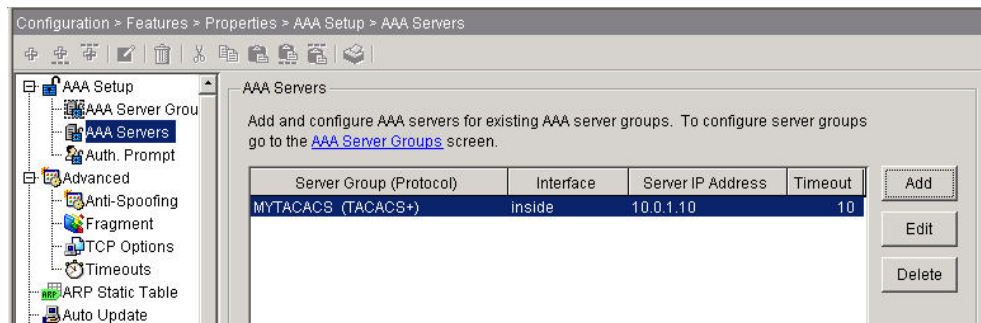 Configuration > Features > Properties > AAA Setup > AAA Servers
AAA Setup
AAA Server Grou
AAA Servers
Auth. Prompt
Advanced
Anti-Spoofing
Fragment
TCP Options
Timeouts
ARP ARP Static Table
Auto Update
AAA Servers
Add and configure AAA servers for existing AAA server groups. To configure server groups
go to the AAA Server Groups screen.
Server Group (Protocol) Interface Server IP Address Timeout
MYTACACS (TACACS+) inside 10.0.1.10 10
Add
Edit
Delete